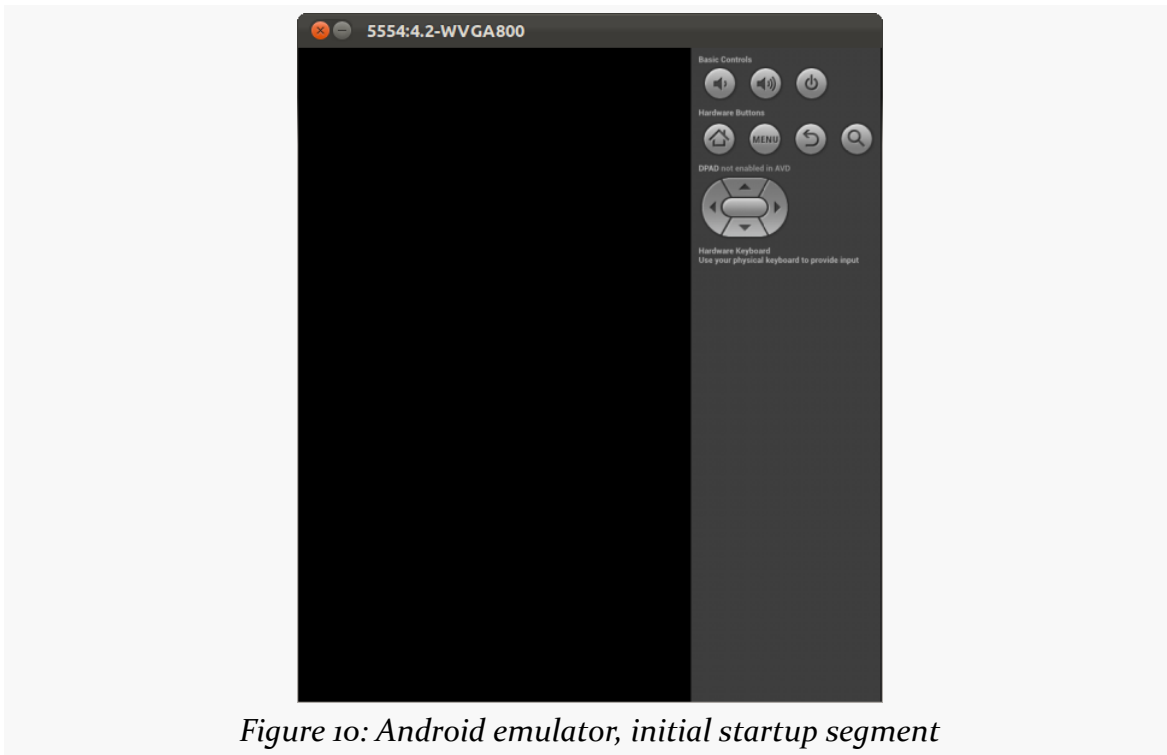 5554:4.2-WVGA800
Basic Controls
Hardware Buttons
MENU
DPAD not enabled in AVD
Hardware Keyboard
Use your physical keyboard to provide input
Figure 10: Android emulator, initial startup segment